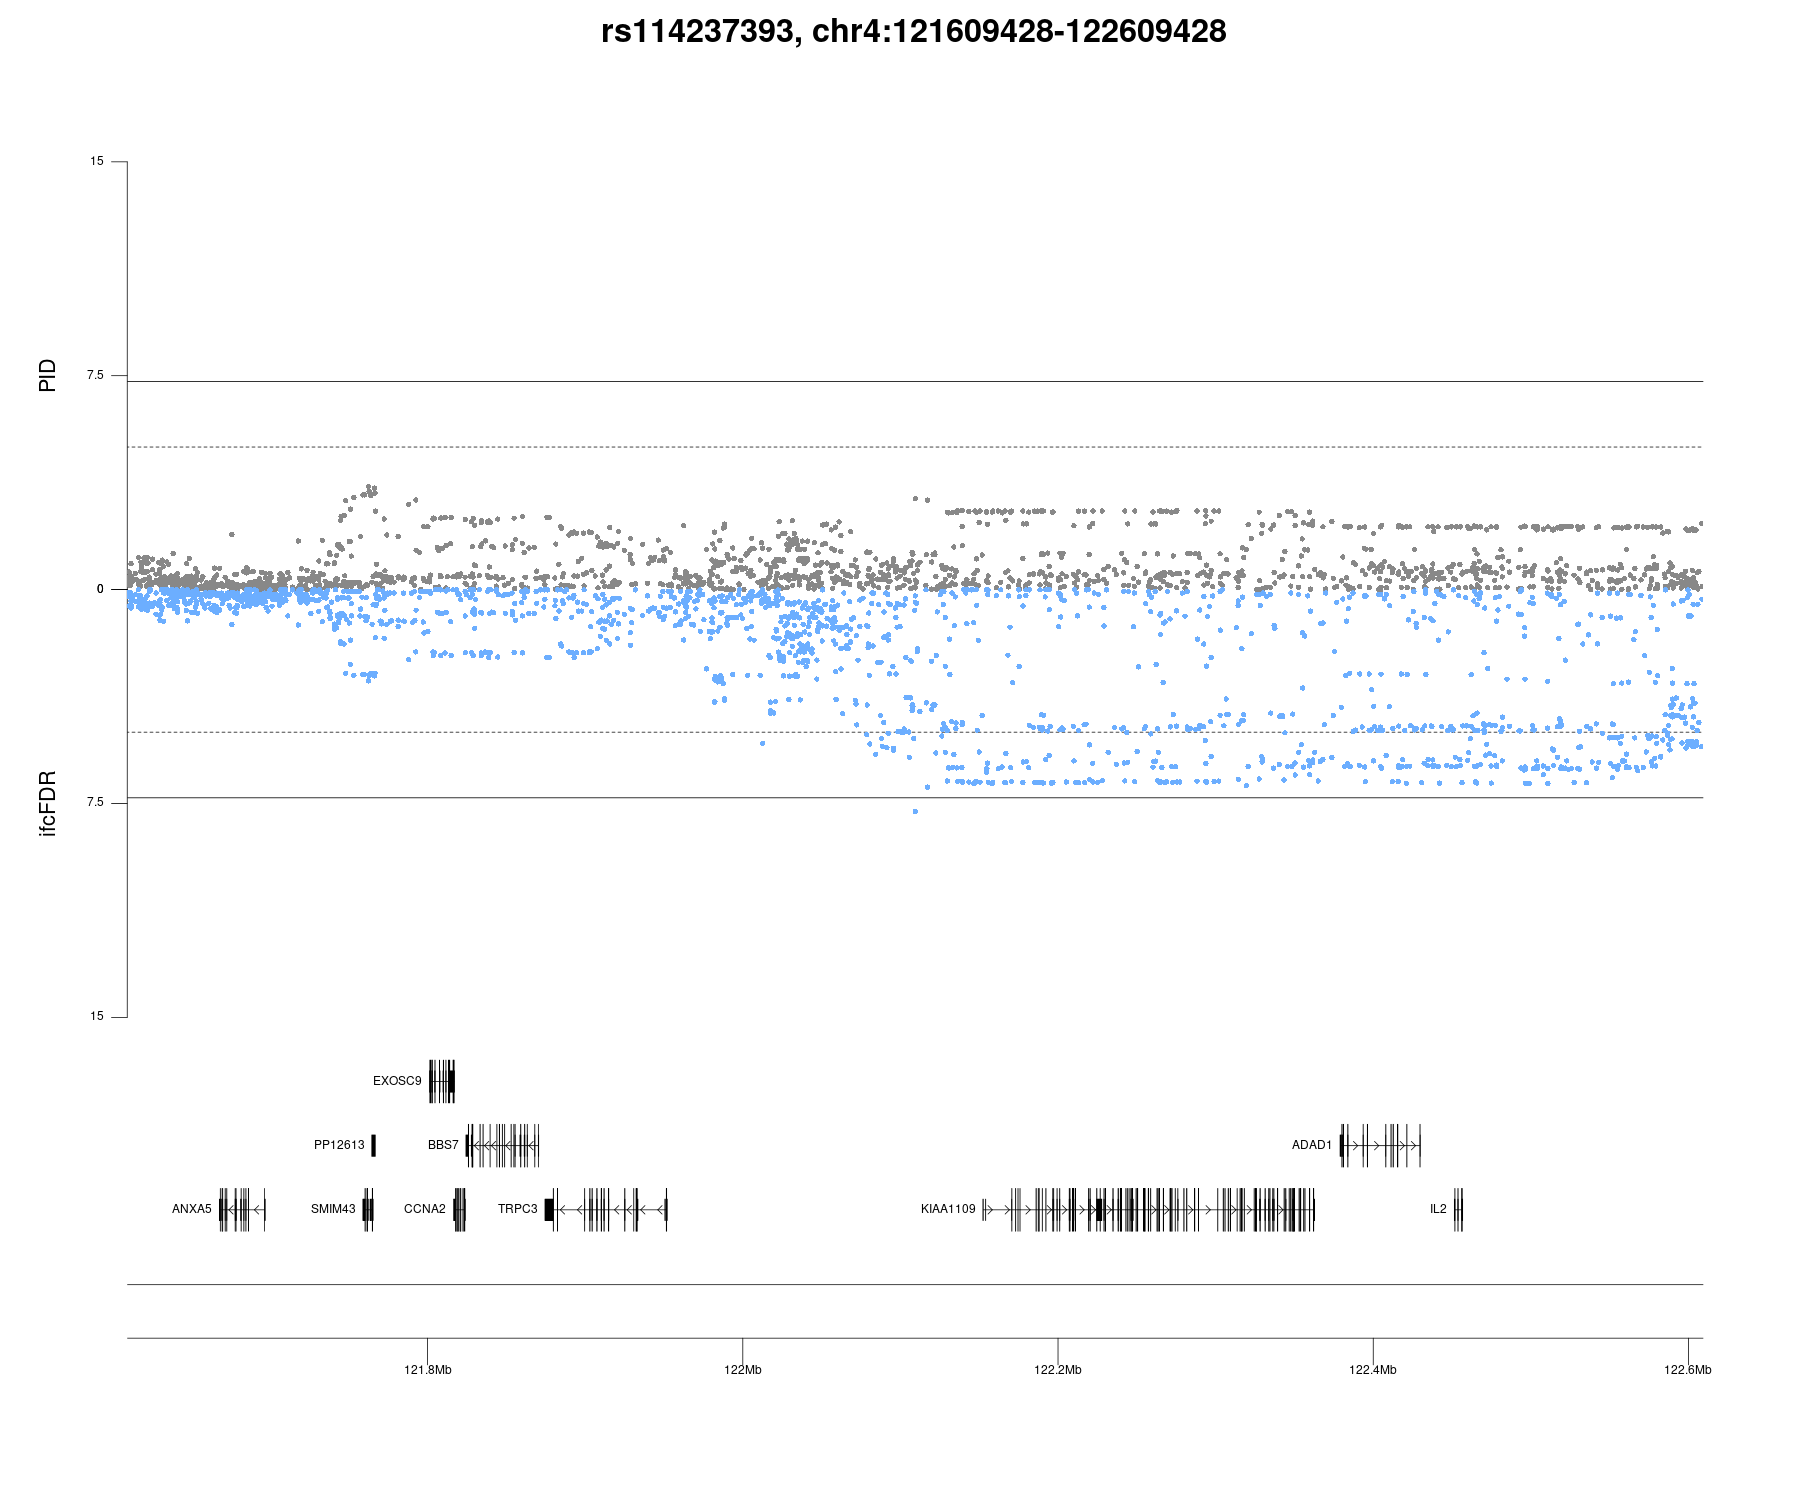 rs114237393, chr4:121609428-122609428
15
PID
7.5
0
ifcFDR
7.5
15
EXOSC9
PP12613
BBS7
ADAD1
ANXA5
SMIM43
CCNA2
TRPC3
KIAA1109
IL2
121.8Mb
122Mb
122.2Mb
122.4Mb
122.6Mb